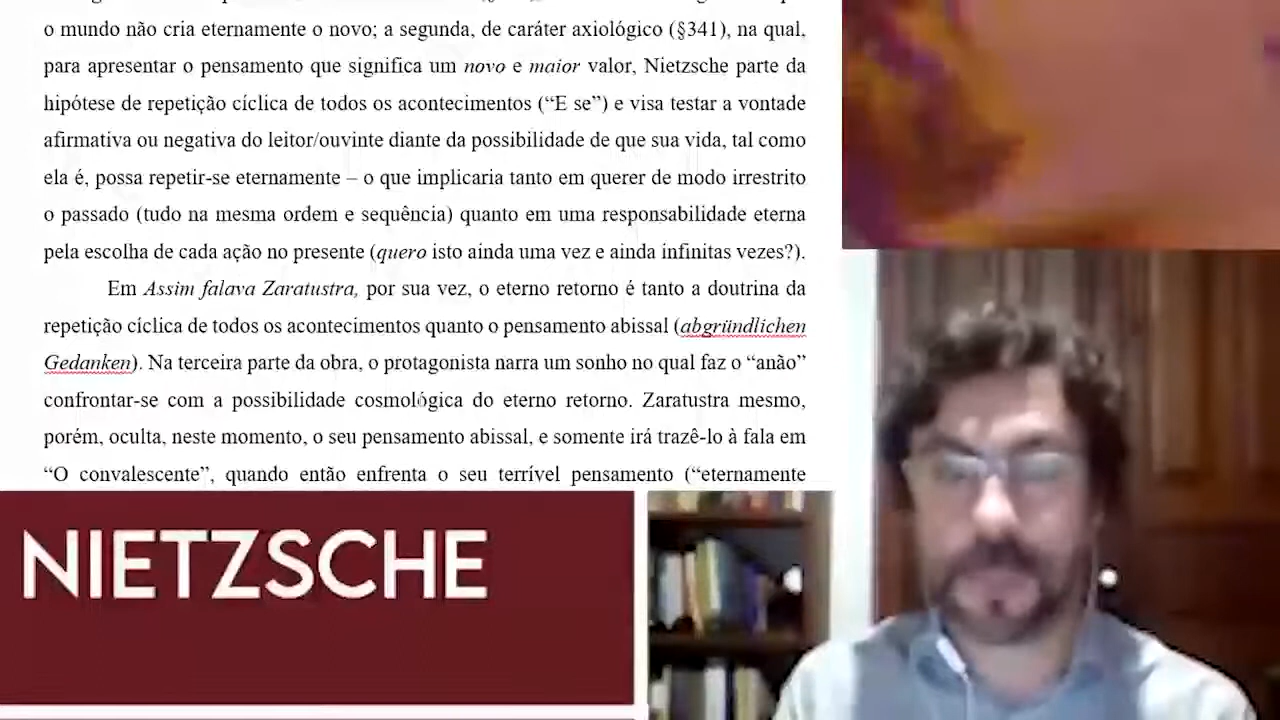 o mundo não cria eternamente o novo; a segunda, de caráter axiológico (§341), na qual,
para apresentar o pensamento que significa um novo e maior valor, Nietzsche parte da
hipótese de repetição cíclica de todos os acontecimentos (“E se”) e visa testar a vontade
afirmativa ou negativa do leitor/ouvinte diante da possibilidade de que sua vida, tal como
ela é, possa repetir-se eternamente – o que implicaria tanto em querer de modo irrestrito
o passado (tudo na mesma ordem e sequência) quanto em uma responsabilidade eterna
pela escolha de cada ação no presente (quero isto ainda uma vez e ainda infinitas vezes?).
Em Assim falava Zaratustra, por sua vez, o eterno retorno é tanto a doutrina da
repetição cíclica de todos os acontecimentos quanto o pensamento abissal (abgründlichen
Gedanken). Na terceira parte da obra, o protagonista narra um sonho no qual faz o “anão”
confrontar-se com a possibilidade cosmológica do eterno retorno. Zaratustra mesmo,
porém, oculta, neste momento, o seu pensamento abissal, e somente irá trazê-lo à fala em
“O convalescente”, quando então enfrenta o seu terrível pensamento (“eternamente
NIETZSCHE